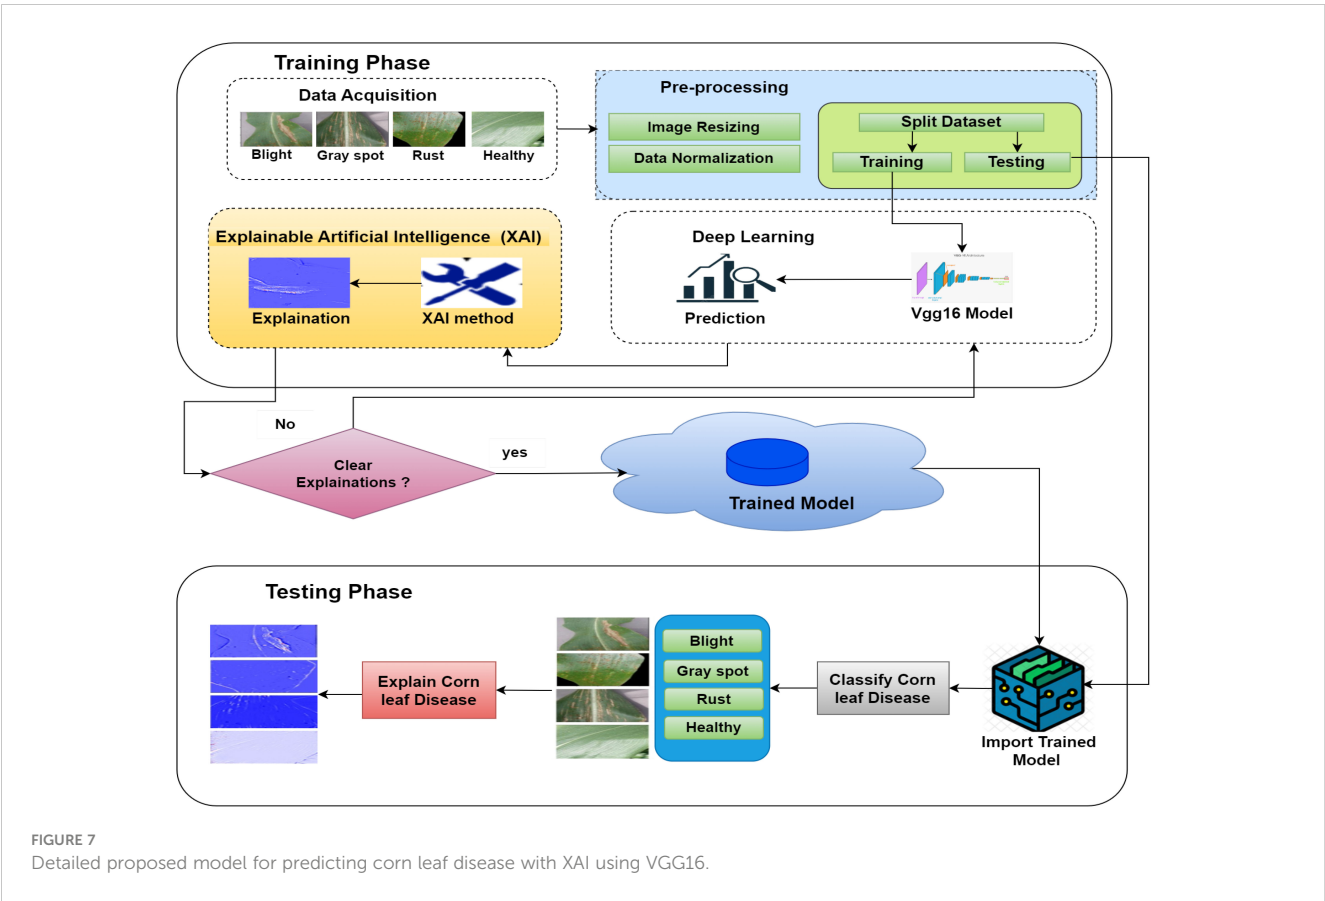 Training Phase
Data Acquisition
Blight
Gray spot
Rust
Healthy
Pre-processing
Image Resizing
Data Normalization
Split Dataset
Training
Testing
Explainable Artificial Intelligence (XAI)
Explaination
XAI method
Deep Learning
Prediction
Vgg16 Model
No
Clear
Explainations ?
yes
Trained Model
Testing Phase
Explain Corn
leaf Disease
Blight
Gray spot
Rust
Healthy
Classify Corn
leaf Disease
Import Trained
Model
FIGURE 7
Detailed proposed model for predicting corn leaf disease with XAI using VGG16.